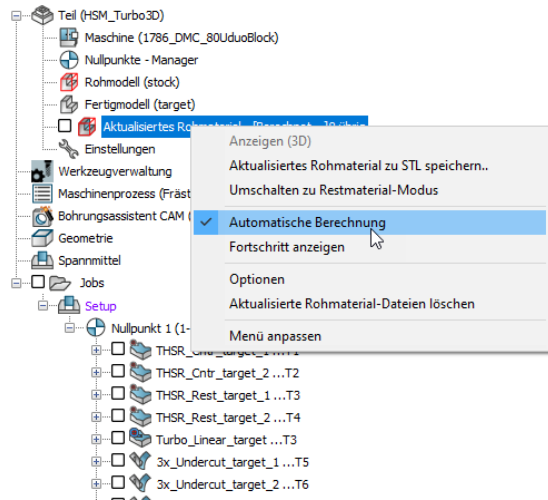 Teil (HSM_Turbo3D)
Maschine (1786_DMC_80UduoBlock)
Nullpunkte - Manager
Rohmodell (stock)
Fertigmodell (target)
Aktualisiertes Rohmaterial
Einstellungen
Werkzeugverwaltung
Maschinenprozess (Fräst
Bohrungsassistent CAM (
Geometrie
Spannmittel
Jobs
Setup
Nullpunkt 1 (1-
THSR_Cntr_target_1 ...T1
THSR_Cntr_target_2 ...T2
THSR_Rest_target_1 ...T3
THSR_Rest_target_2 ...T4
Turbo_Linear_target ...T3
3x_Undercut_target_1 ...T5
3x_Undercut_target_2 ...T6
Anzeigen (3D)
Aktualisiertes Rohmaterial zu STL speichern..
Umschalten zu Restmaterial-Modus
Automatische Berechnung
Fortschritt anzeigen
Optionen
Aktualisierte Rohmaterial-Dateien löschen
Menü anpassen